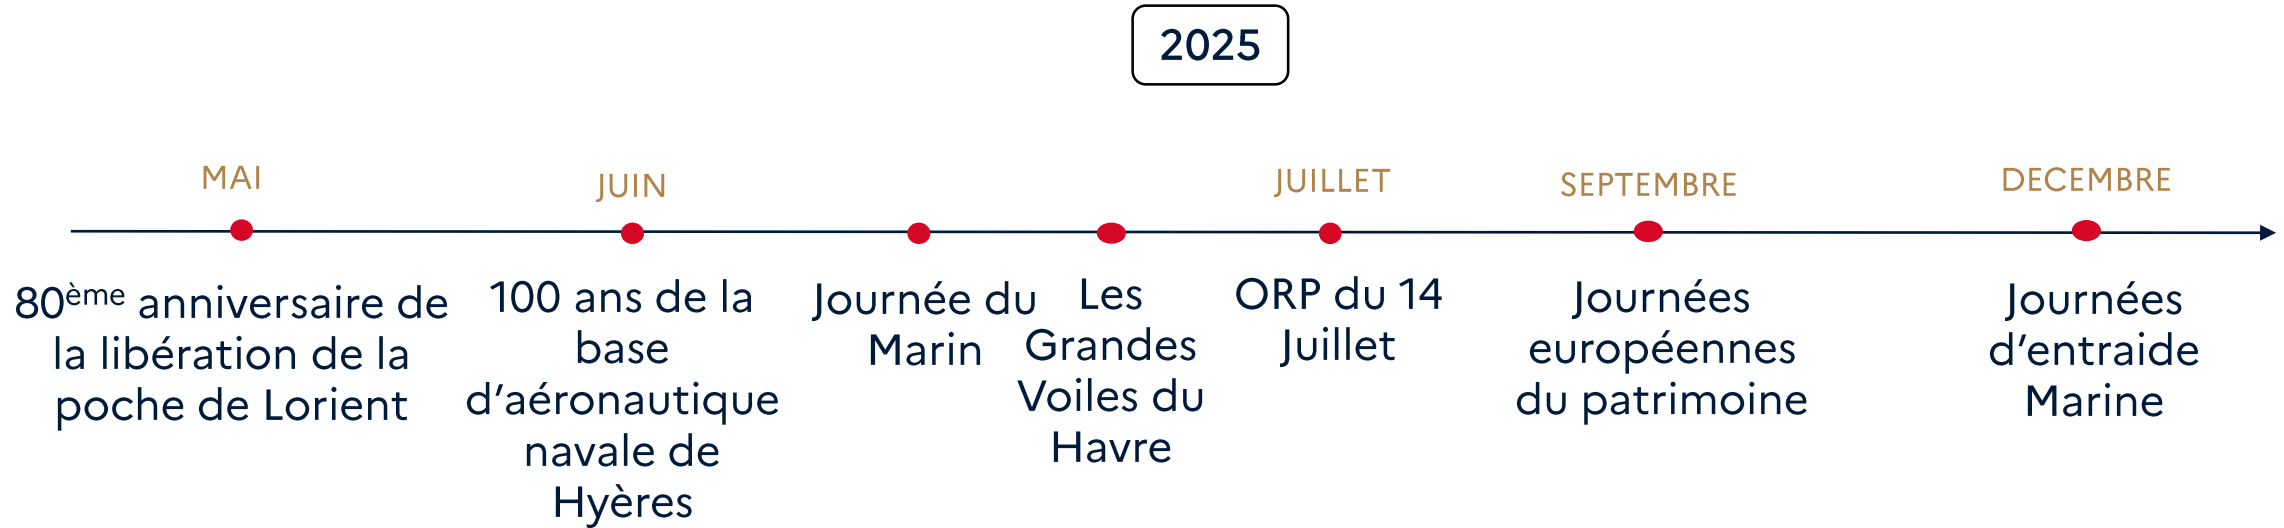 2025
MAI
JUIN
JUILLET
SEPTEMBRE
DECEMBRE
80ème anniversaire de
la libération de la
poche de Lorient
100 ans de la
base
d’aéronautique
navale de
Hyères
Journée du
Marin
Les
Grandes
Voiles du
Havre
ORP du 14
Juillet
Journées
européennes
du patrimoine
Journées
d’entraide
Marine